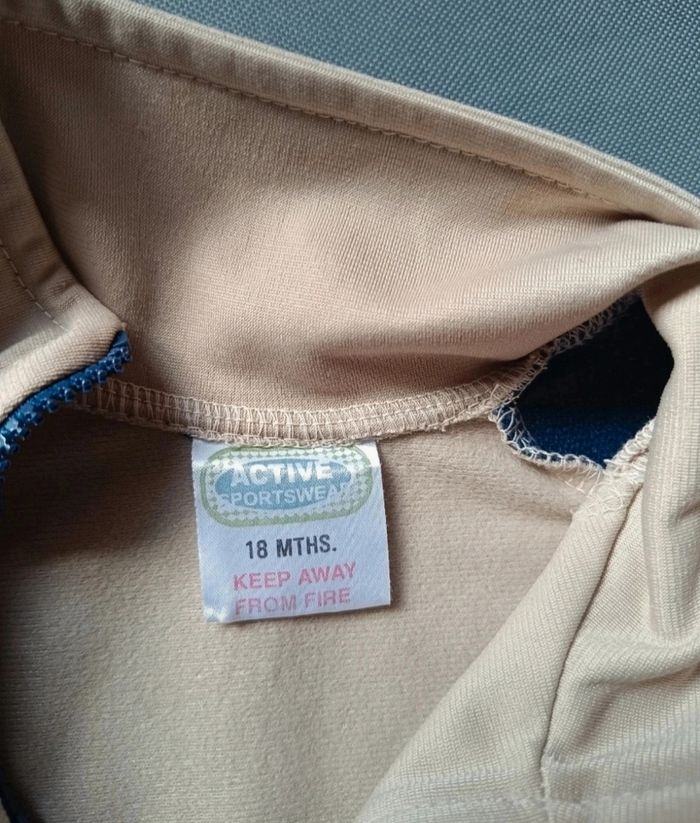 ACTIVE
SPORTSWEAR
18 MTHS.
KEEP AWAY
FROM FIRE